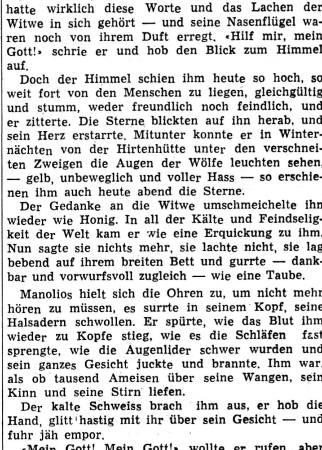 hatte wirklich diese Worte und das Lachen der
Witwe in sich gehört — und seine Nasenflügel wa-
ren noch von ihrem Duft erregt. «Hilf mir, mein
Gott!» schrie er und hob den Blick zum Himmel
auf.
Doch der Himmel schien ihm heute so hoch, so
weit fort von den Menschen zu liegen, gleichgültig
und stumm, weder freundlich noch feindlich, und
er zitterte. Die Sterne blickten auf ihn herab, und
sein Herz erstarrte. Mitunter konnte er in Winter-
nächten von der Hirtenhütte unter den verschnei-
ten Zweigen die Augen der Wölfe leuchten sehen,
— gelb, unbeweglich und voller Hass — so erschie-
nen ihm auch heute abend die Sterne.
Der Gedanke an die Witwe umschmeichelte ihn
wieder wie Honig. In all der Kälte und Feindselig-
keit der Welt kam er wie eine Erquickung zu ihm.
Nun sagte sie nichts mehr, sie lachte nicht, sie lag
bebend auf ihrem breiten Bett und gurrte — dank-
bar und vorwurfsvoll zugleich — wie eine Taube.
Manolios hielt sich die Ohren zu, um nicht mehr
hören zu müssen, es surrte in seinem Kopf, seine
Halsadern schwollen. Er spürte, wie das Blut ihm
wieder zu Kopfe stieg, wie es die Schläfen fast
sprengte, wie die Augenlider schwer wurden und
sein ganzes Gesicht juckte und brannte. Ihm war,
als ob tausend Ameisen über seine Wangen, sein
Kinn und seine Stirn liefen.
Der kalte Schweiss brach ihm aus, er hob die
Hand, glitt hastig mit ihr über sein Gesicht — und
fuhr jäh empor.
«Mein Gott! Mein Gott!» wollte er rufen, aber